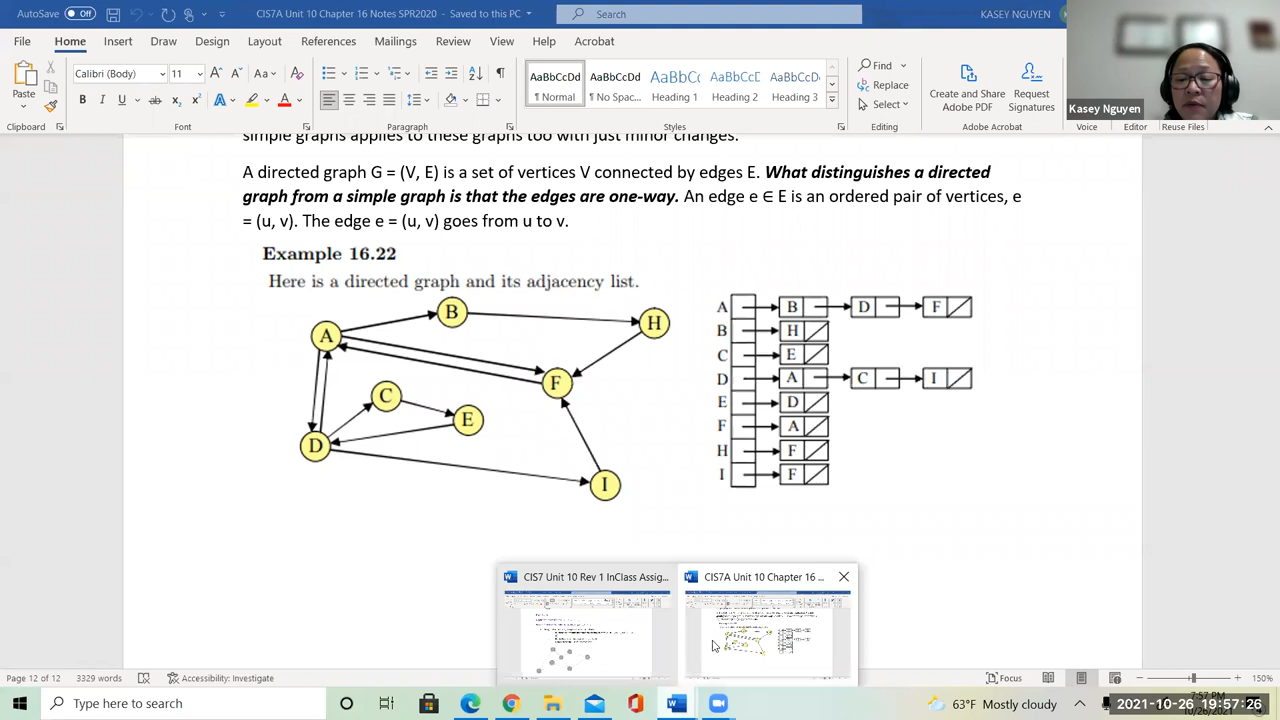 AutoSave Off
CIS7A Unit 10 Notes SPR2020 - Saved to this PC
Search
KASEY NGUYEN
File Home Insert Draw Design Layout References Mailings Review View Help Acrobat
Paste
Clipboard
Calibri (Body) 11
Font
Paragraph
AaBbCcDd AaBbCcDd AaBbCc AaBbCcD AaBbCcD
¶ Normal ¶ No Spac... Heading 1 Heading 2 Heading 3
Styles
Find
Replace
Select
Editing
Create and Share Adobe PDF
Request Signatures
Adobe Acrobat
Voice
Editor
Reuse Files
Kasey Nguyen
simple graphs applies to these graphs too with just minor changes.
A directed graph G = (V, E) is a set of vertices V connected by edges E. What distinguishes a directed
graph from a simple graph is that the edges are one-way. An edge e ∈ E is an ordered pair of vertices, e
= (u, v). The edge e = (u, v) goes from u to v.
Example 16.22
Here is a directed graph and its adjacency list.
A B H F C E D I
A B D F
B H
C E
D A C I
E D
F A
H F
I F
CIS7 Unit 10 Rev 1 InClass Assig...
CIS7A Unit 10 Chapter 16 ...
Page 12 of 12 3329 words
Accessibility: Investigate
Focus
150%
Type here to search
63°F Mostly cloudy
7:57 PM
2021-10-26 19:57:26